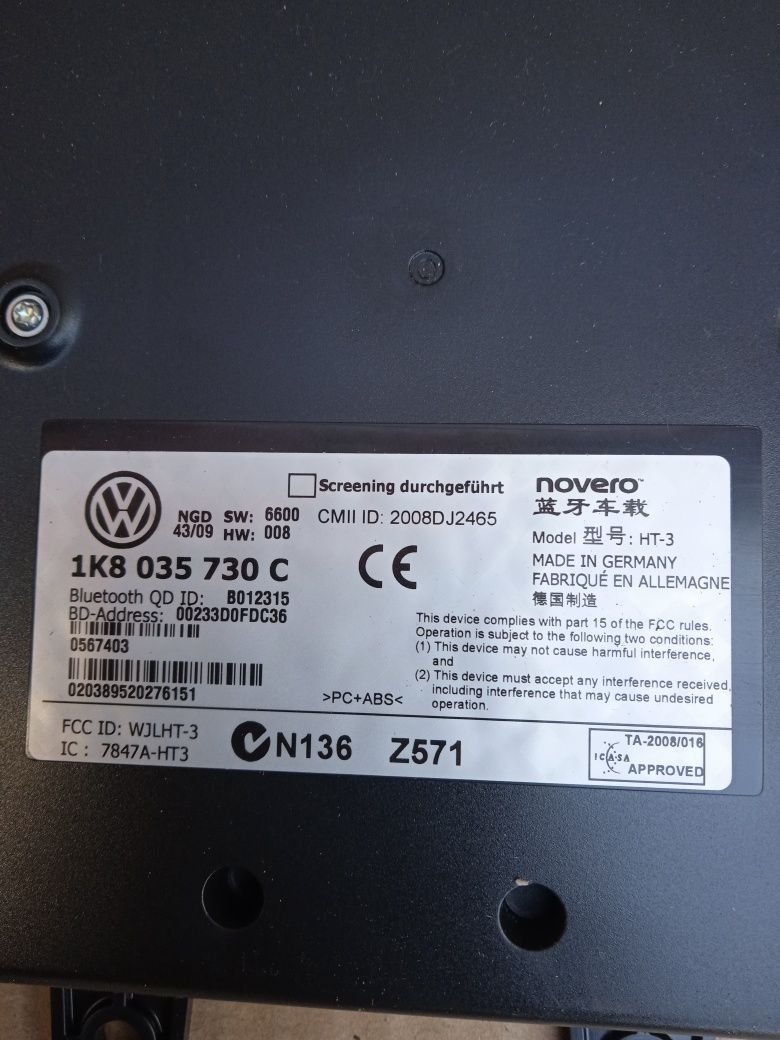 Screening durchgeführt
novero™
蓝牙车载
NGD SW: 6600
43/09 HW: 008
CMII ID: 2008DJ2465
Model 型号: HT-3
1K8 035 730 C
CE
MADE IN GERMANY
FABRIQUÉ EN ALLEMAGNE
德国制造
Bluetooth QD ID: B012315
BD-Address: 00233D0FDC36
0567403
020389520276151
This device complies with part 15 of the FCC rules.
Operation is subject to the following two conditions:
(1) This device may not cause harmful interference,
and
(2) This device must accept any interference received,
including interference that may cause undesired
operation.
>PC+ABS<
FCC ID: WJLHT-3
IC : 7847A-HT3
N136 Z571
TA-2008/016
ICASA
APPROVED